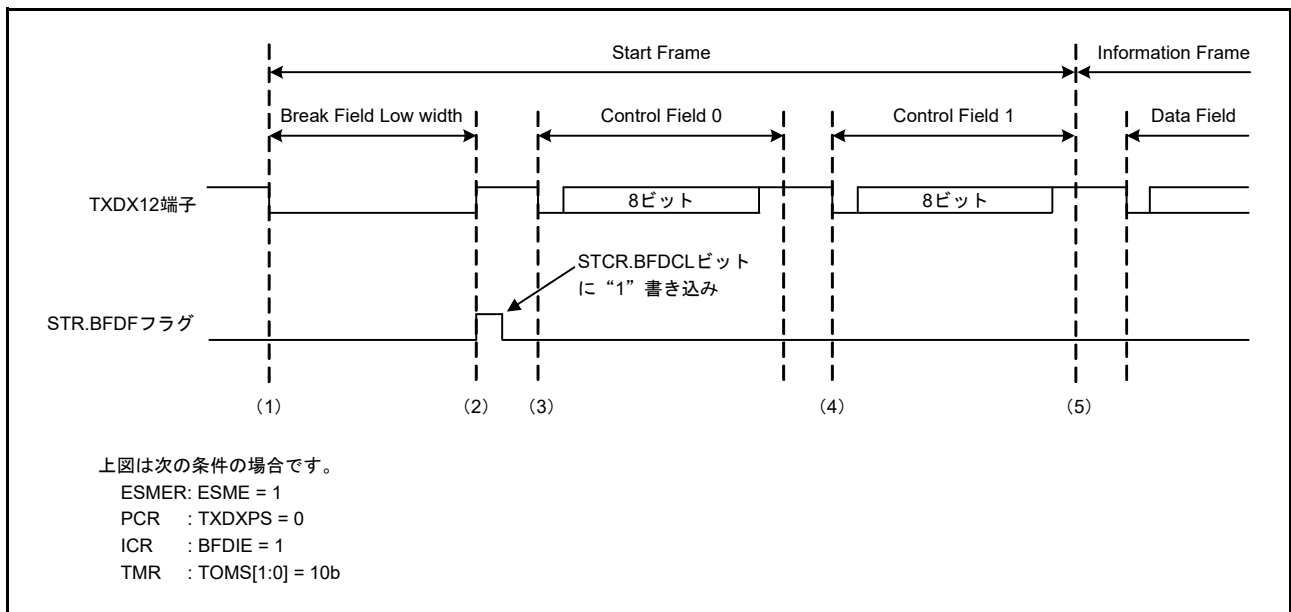 Start Frame
Information Frame
Break Field Low width
Control Field 0
Control Field 1
Data Field
TXDX12端子
8ビット
8ビット
STCR.BFDCLビット
に“1”書き込み
STR.BFDFフラグ
（1）
（2）
（3）
（4）
（5）
上図は次の条件の場合です。
ESMER: ESME = 1
PCR : TXDXPS = 0
ICR : BFDIE = 1
TMR : TOMS[1:0] = 10b